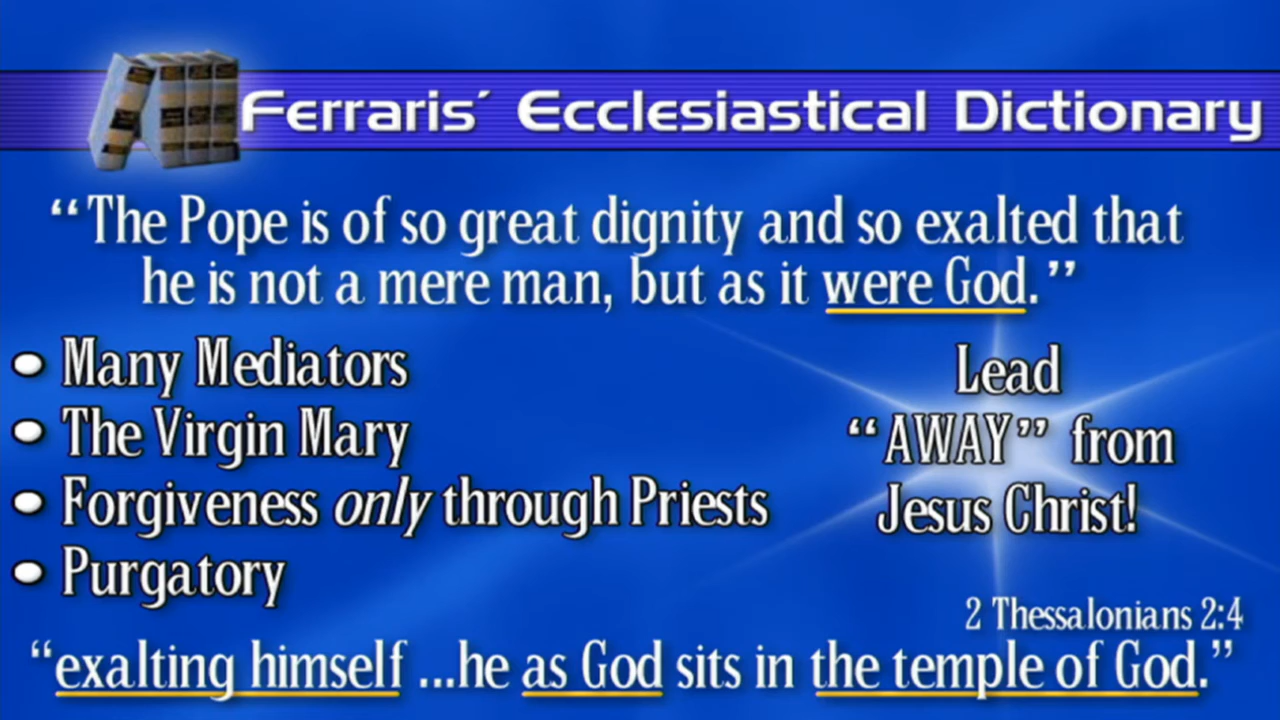 Ferraris´ Ecclesiastical Dictionary
“The Pope is of so great dignity and so exalted that
he is not a mere man, but as it were God.”
• Many Mediators
• The Virgin Mary
• Forgiveness only through Priests
• Purgatory
Lead
“AWAY” from
Jesus Christ!
2 Thessalonians 2:4
“exalting himself ...he as God sits in the temple of God.”